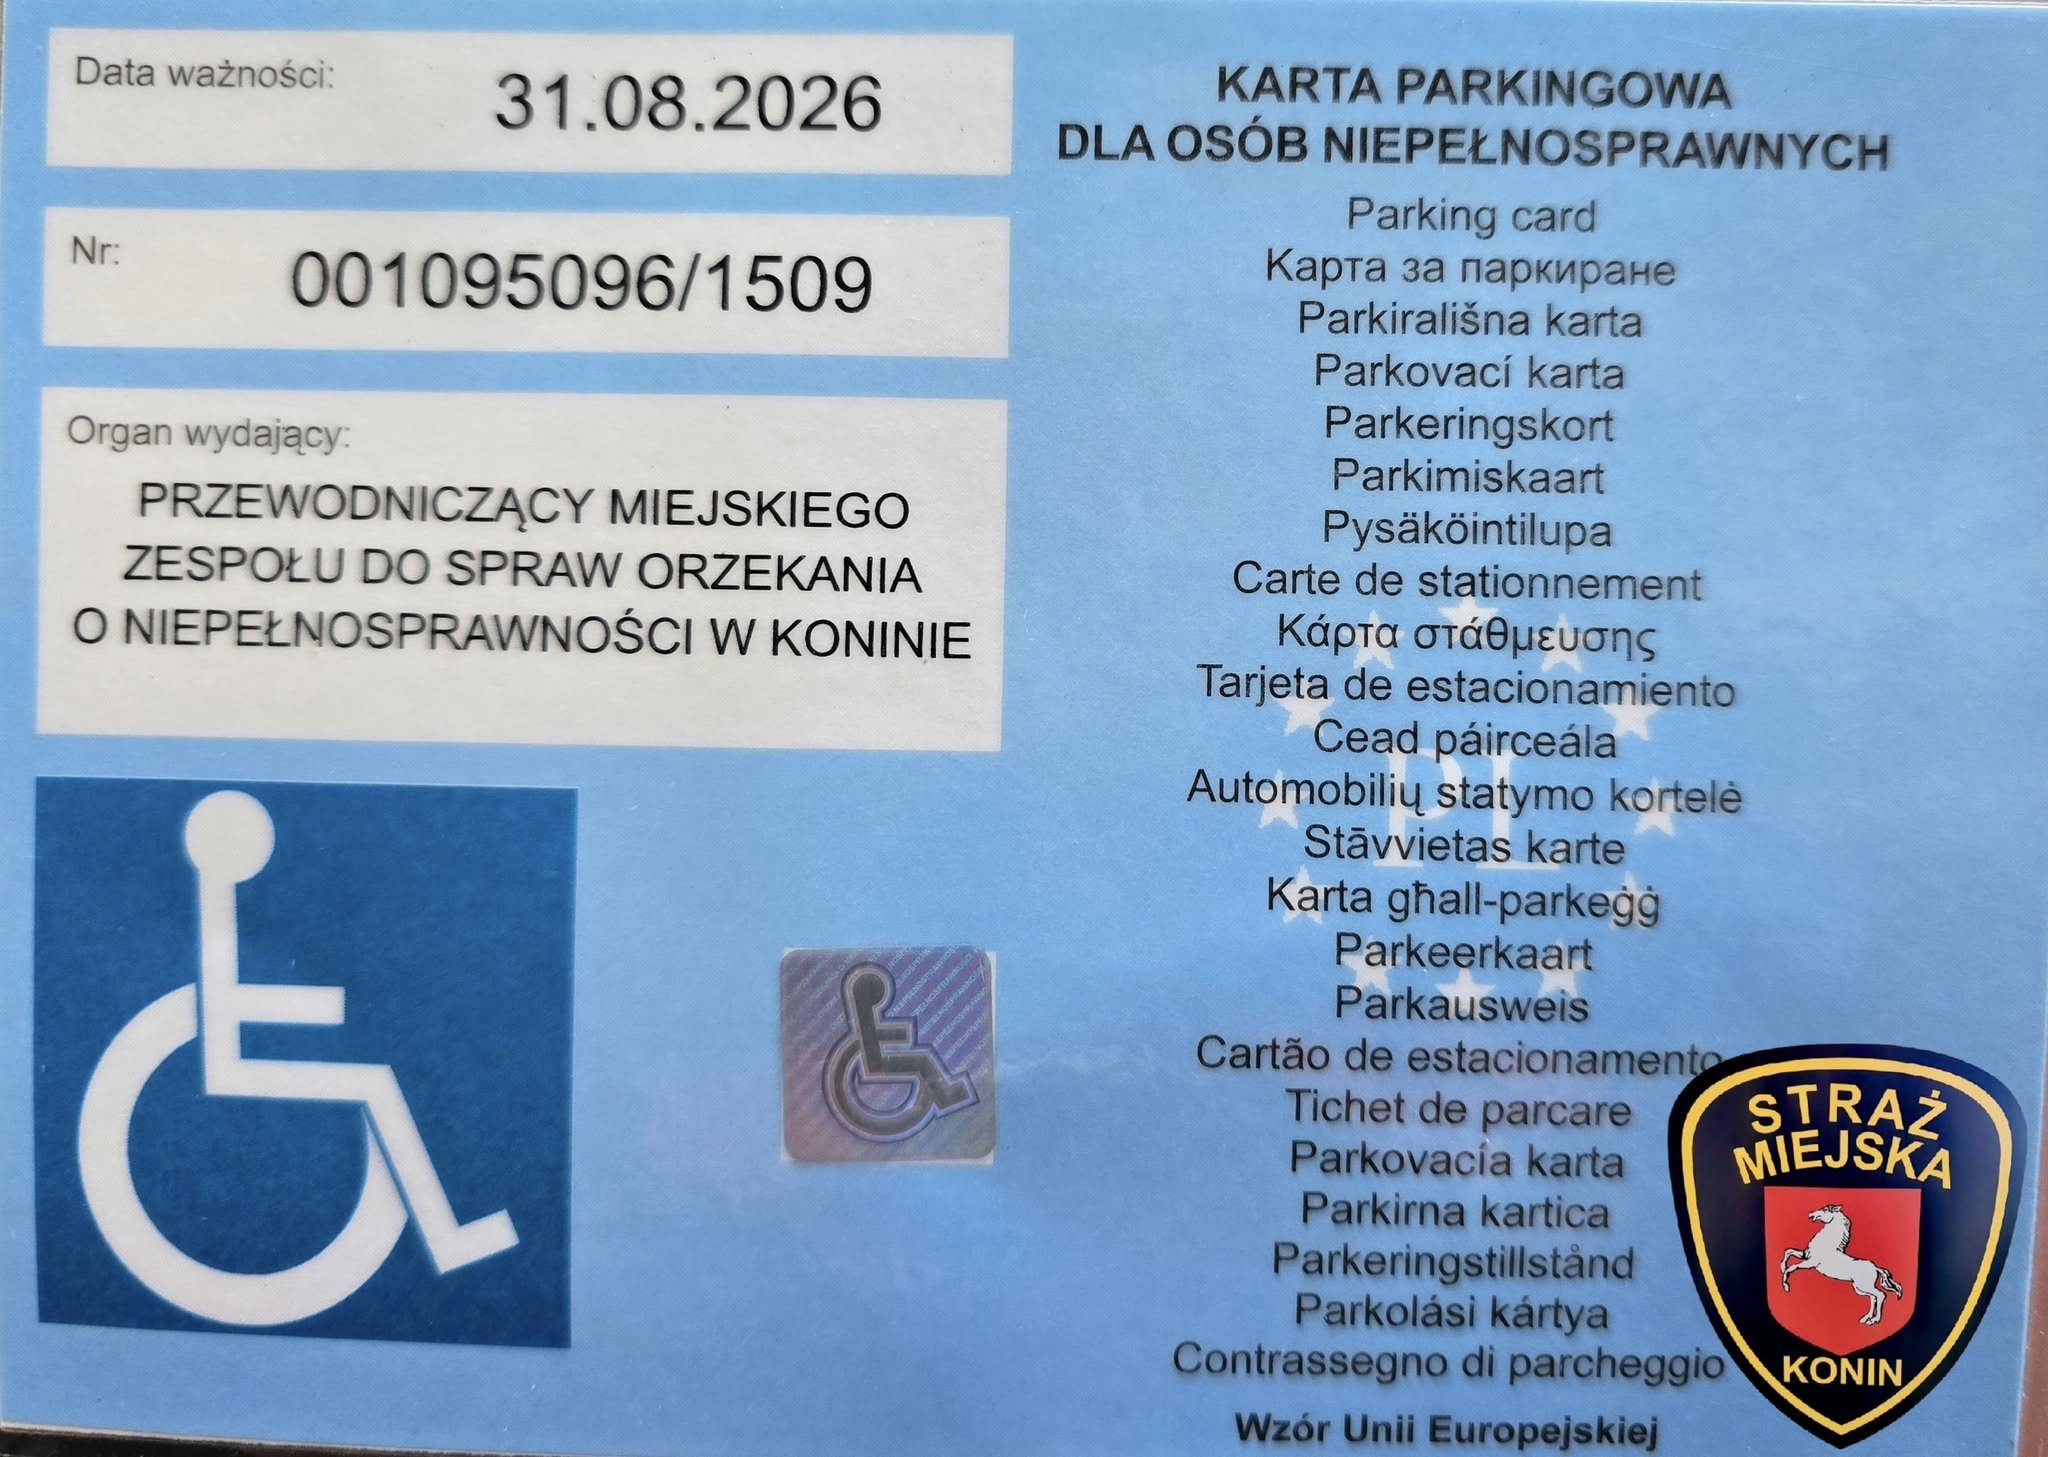 Data ważności:
31.08.2026
Nr:
001095096/1509
Organ wydający:
PRZEWODNICZĄCY MIEJSKIEGO
ZESPOŁU DO SPRAW ORZEKANIA
O NIEPEŁNOSPRAWNOŚCI W KONINIE
KARTA PARKINGOWA
DLA OSÓB NIEPEŁNOSPRAWNYCH
Parking card
Карта за паркиране
Parkirališna karta
Parkovací karta
Parkeringskort
Parkimiskaart
Pysäköintilupa
Carte de stationnement
Κάρτα στάθμευσης
Tarjeta de estacionamiento
Cead páirceála
Automobilių statymo kortelė
Stāvvietas karte
Karta għall-parkeġġ
Parkeerkaart
Parkausweis
Cartão de estacionamento
Tichet de parcare
Parkovacía karta
Parkirna kartica
Parkeringstillstånd
Parkolási kártya
Contrassegno di parcheggio
Wzór Unii Europejskiej
PL
STRAŻ
MIEJSKA
KONIN